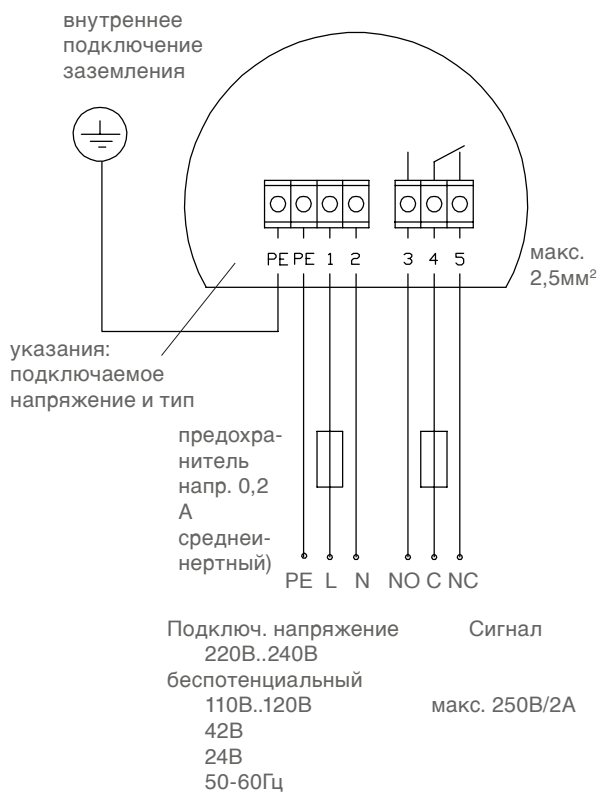 внутреннее
подключение
заземления
PE PE 1 2 3 4 5
макс.
2,5мм²
указания:
подключаемое
напряжение и тип
предохра-
нитель
напр. 0,2
А
среднеи-
нертный)
PE L N NO C NC
Подключ. напряжение Сигнал
220В..240В
беспотенциальный
110В..120В макс. 250В/2А
42В
24В
50-60Гц